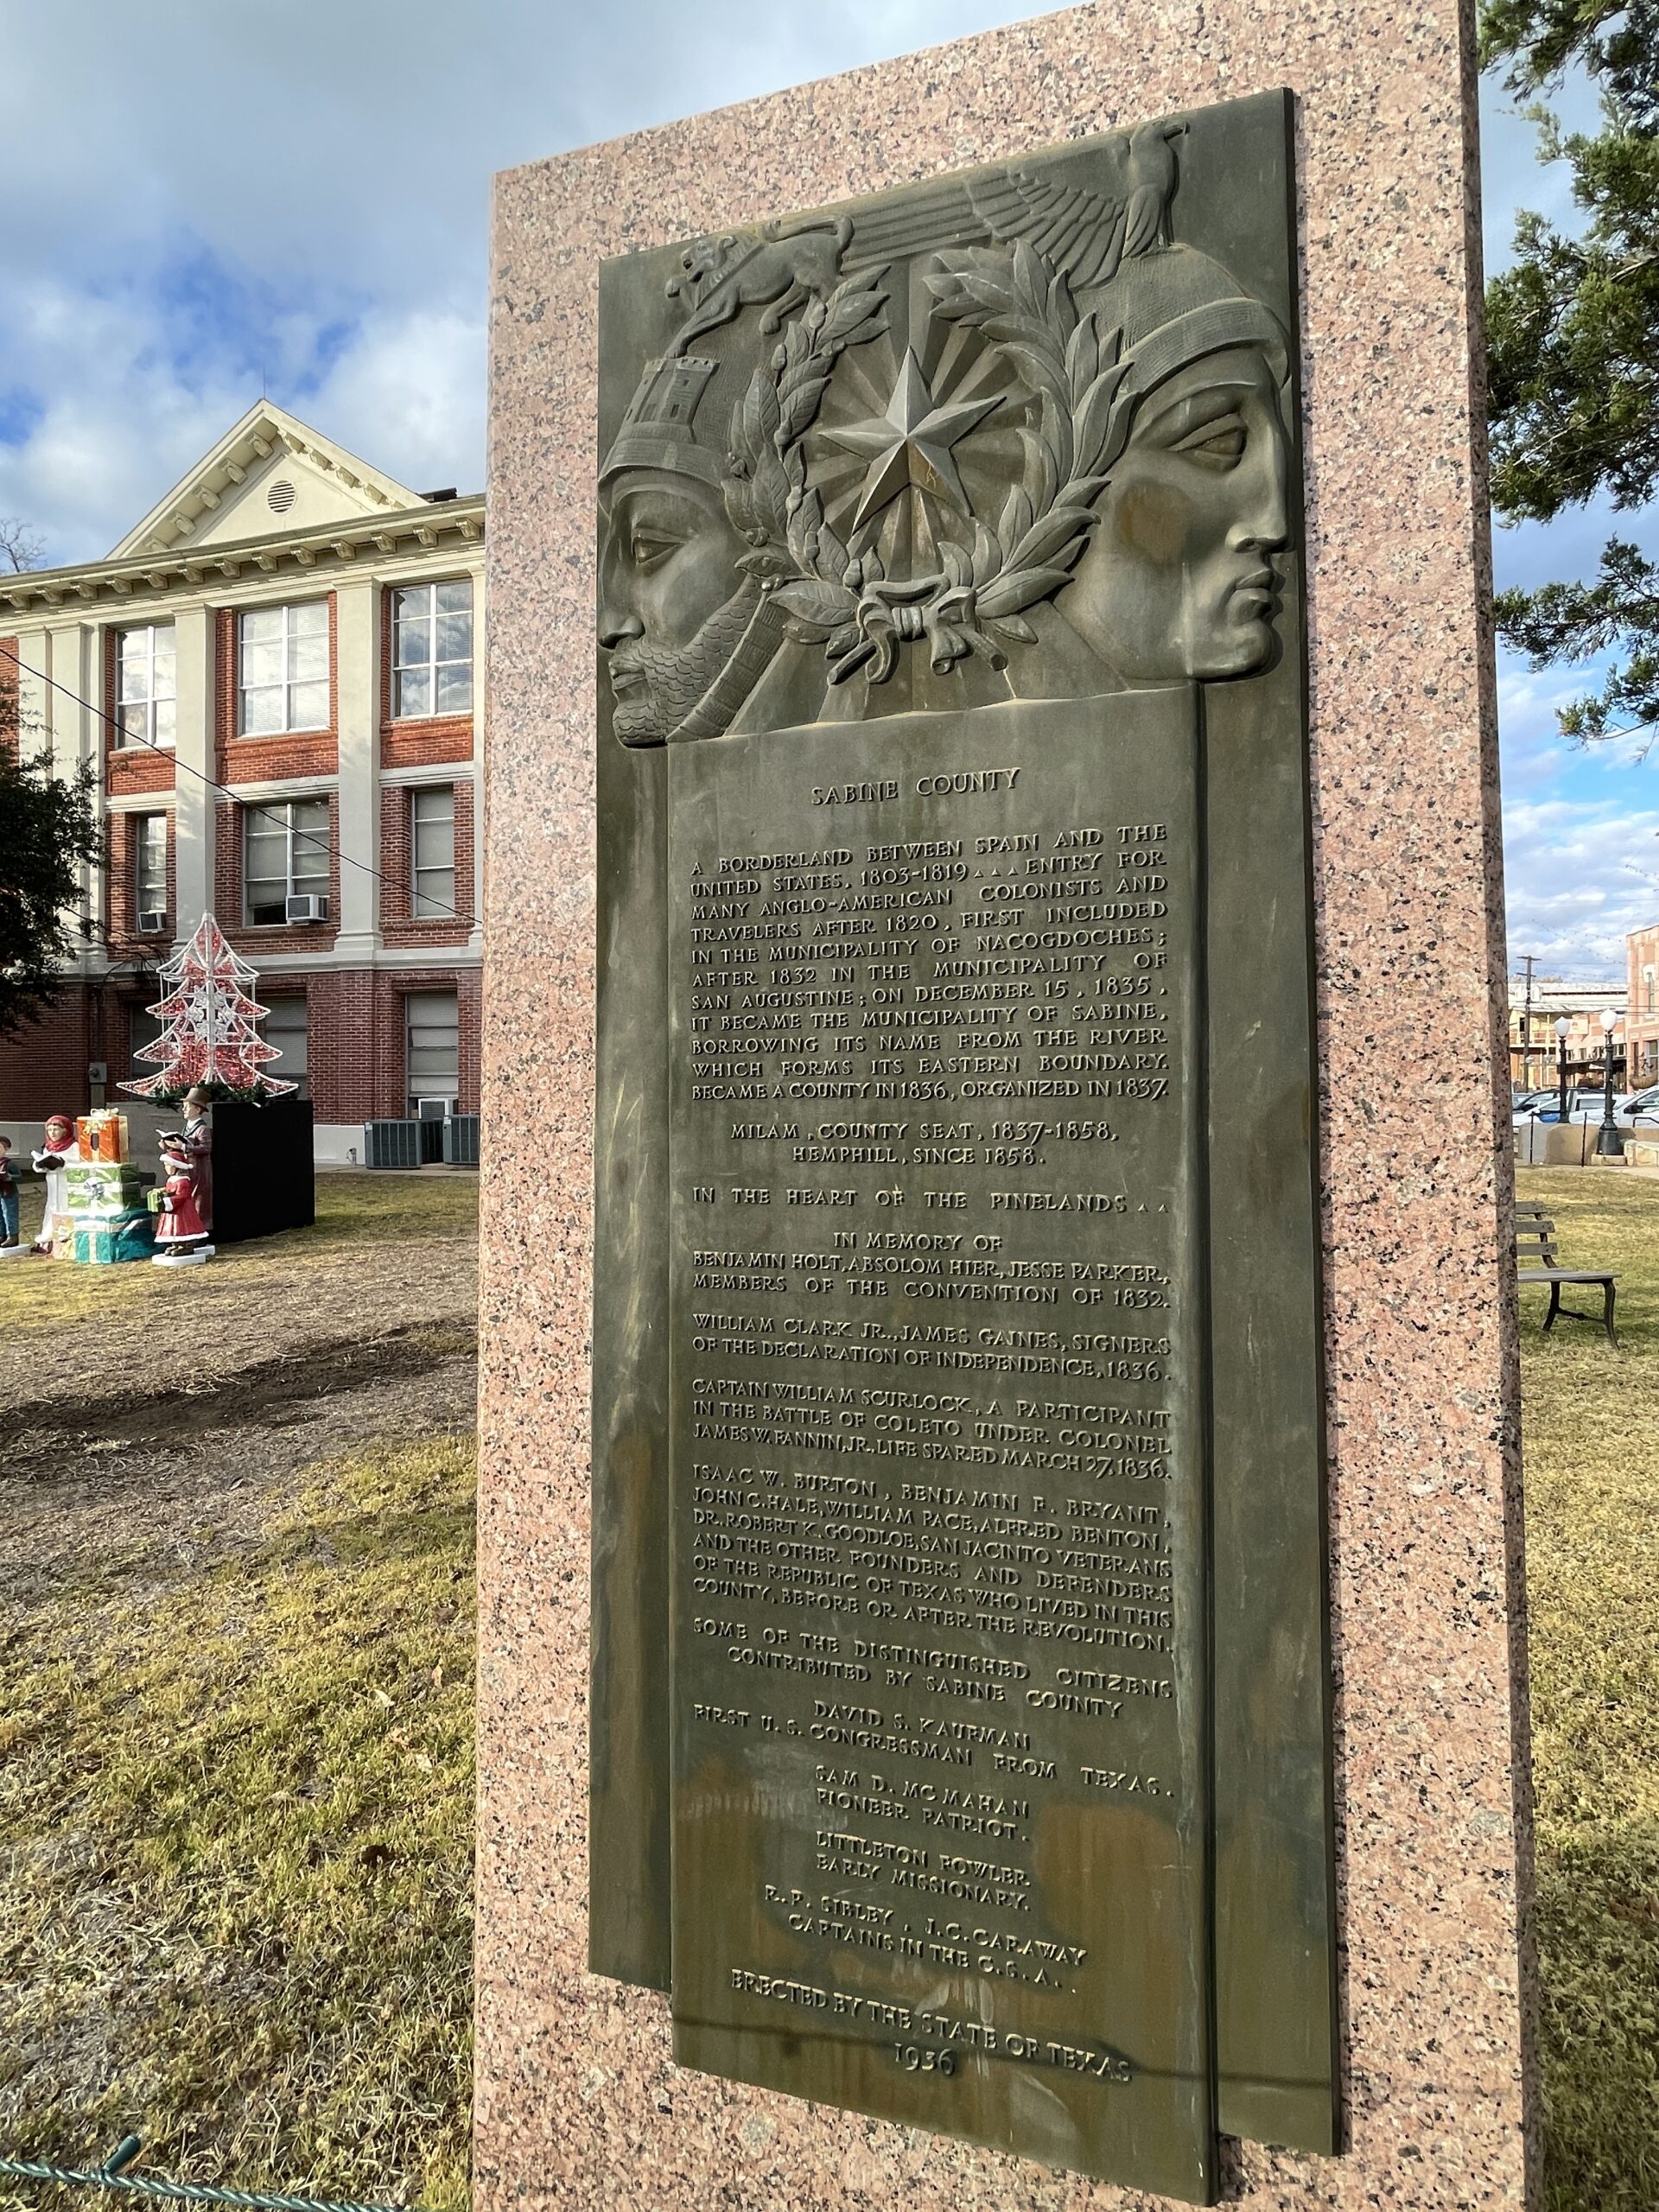 SABINE COUNTY
A BORDERLAND BETWEEN SPAIN AND THE
UNITED STATES, 1803-1819 . . . ENTRY FOR
MANY ANGLO-AMERICAN COLONISTS AND
TRAVELERS AFTER 1820, FIRST INCLUDED
IN THE MUNICIPALITY OF NACOGDOCHES;
AFTER 1832 IN THE MUNICIPALITY OF
SAN AUGUSTINE; ON DECEMBER 15, 1835,
IT BECAME THE MUNICIPALITY OF SABINE,
BORROWING ITS NAME FROM THE RIVER
WHICH FORMS ITS EASTERN BOUNDARY.
BECAME A COUNTY IN 1836, ORGANIZED IN 1837.
MILAM, COUNTY SEAT, 1837-1858,
HEMPHILL, SINCE 1858.
IN THE HEART OF THE PINELANDS . .
IN MEMORY OF
BENJAMIN HOLT, ABSOLOM HIER, JESSE PARKER,
MEMBERS OF THE CONVENTION OF 1832.
WILLIAM CLARK JR., JAMES GAINES, SIGNERS
OF THE DECLARATION OF INDEPENDENCE, 1836.
CAPTAIN WILLIAM SCURLOCK, A PARTICIPANT
IN THE BATTLE OF COLETO UNDER COLONEL
JAMES W. FANNIN, JR. LIFE SPARED MARCH 27, 1836.
ISAAC W. BURTON, BENJAMIN F. BRYANT,
JOHN C. HALE, WILLIAM PACE, ALFRED BENTON,
DR. ROBERT K. GOODLOE, SAN JACINTO VETERANS
AND THE OTHER FOUNDERS AND DEFENDERS
OF THE REPUBLIC OF TEXAS WHO LIVED IN THIS
COUNTY, BEFORE OR AFTER THE REVOLUTION.
SOME OF THE DISTINGUISHED CITIZENS
CONTRIBUTED BY SABINE COUNTY
DAVID S. KAUFMAN
FIRST U. S. CONGRESSMAN FROM TEXAS.
SAM D. MC MAHAN
PIONEER PATRIOT.
LITTLETON FOWLER
EARLY MISSIONARY.
R. P. SIBLEY, J. C. CARAWAY
CAPTAINS IN THE C. S. A.
ERECTED BY THE STATE OF TEXAS
1936